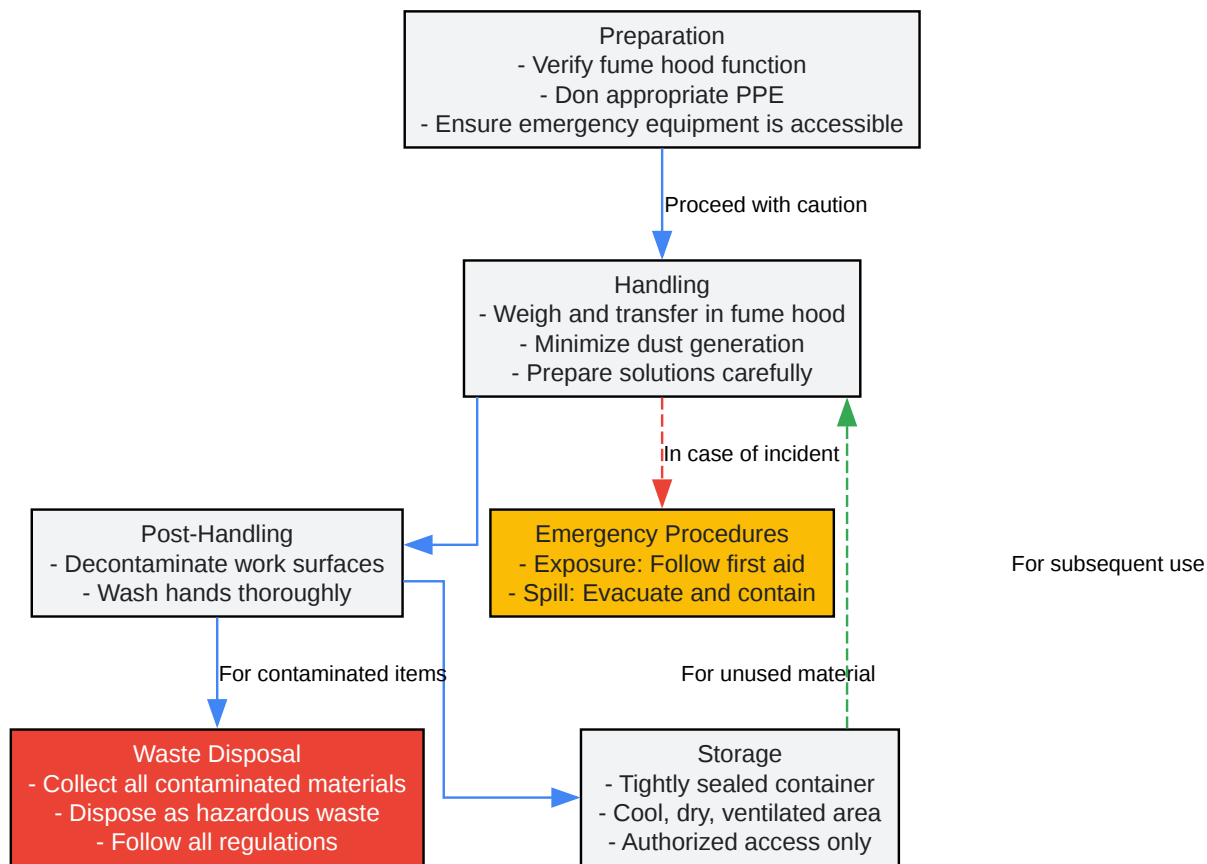 Preparation
- Verify fume hood function
- Don appropriate PPE
- Ensure emergency equipment is accessible
Proceed with caution
Handling
- Weigh and transfer in fume hood
- Minimize dust generation
- Prepare solutions carefully
In case of incident
Post-Handling
- Decontaminate work surfaces
- Wash hands thoroughly
Emergency Procedures
- Exposure: Follow first aid
- Spill: Evacuate and contain
For subsequent use
For contaminated items
For unused material
Waste Disposal
- Collect all contaminated materials
- Dispose as hazardous waste
- Follow all regulations
Storage
- Tightly sealed container
- Cool, dry, ventilated area
- Authorized access only